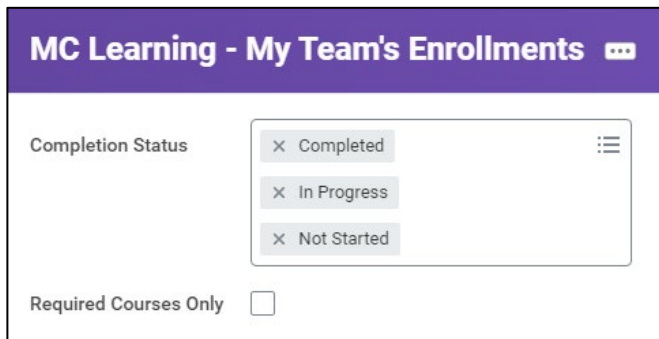 MC Learning - My Team's Enrollments
Completion Status
Completed
In Progress
Not Started
Required Courses Only